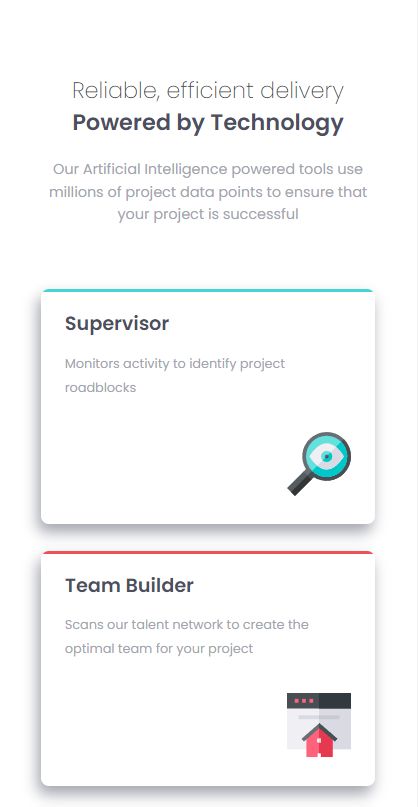 Reliable, efficient delivery
Powered by Technology
Our Artificial Intelligence powered tools use
millions of project data points to ensure that
your project is successful
Supervisor
Monitors activity to identify project
roadblocks
Team Builder
Scans our talent network to create the
optimal team for your project